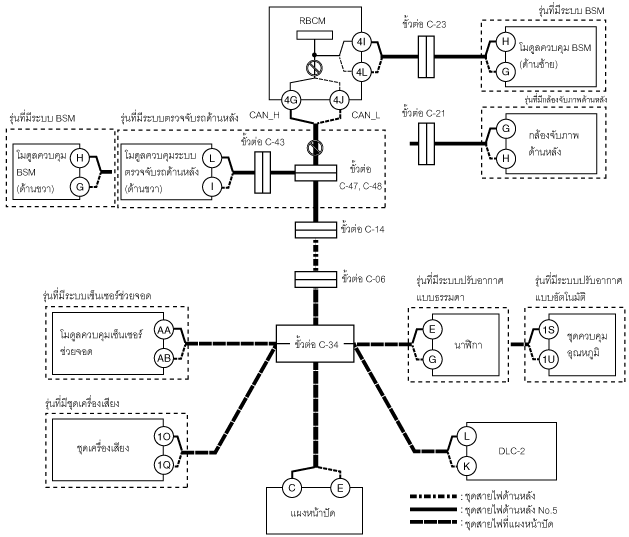 RBCM
4I
4L
4G
4J
CAN_H
CAN_L
ขั้วต่อ C-23
รุ่นที่มีระบบ BSM
H
G
โมดูลควบคุม BSM
(ด้านซ้าย)
ขั้วต่อ C-21
รุ่นที่มีกล้องจับภาพด้านหลัง
G
H
กล้องจับภาพ
ด้านหลัง
รุ่นที่มีระบบ BSM
โมดูลควบคุม
BSM
(ด้านขวา)
H
G
รุ่นที่มีระบบตรวจจับรถด้านหลัง
โมดูลควบคุมระบบ
ตรวจจับรถด้านหลัง
(ด้านขวา)
L
I
ขั้วต่อ C-43
ขั้วต่อ
C-47, C-48
ขั้วต่อ C-14
ขั้วต่อ C-06
รุ่นที่มีระบบเซ็นเซอร์ช่วยจอด
โมดูลควบคุมเซ็นเซอร์
ช่วยจอด
AA
AB
ขั้วต่อ C-34
รุ่นที่มีระบบปรับอากาศ
แบบธรรมดา
E
G
นาฬิกา
รุ่นที่มีระบบปรับอากาศ
แบบอัตโนมัติ
1S
1U
ชุดควบคุม
อุณหภูมิ
รุ่นที่มีชุดเครื่องเสียง
ชุดเครื่องเสียง
1O
1Q
L
K
DLC-2
C
E
แผงหน้าปัด
: ชุดสายไฟด้านหลัง
: ชุดสายไฟด้านหลัง No.5
: ชุดสายไฟที่แผงหน้าปัด